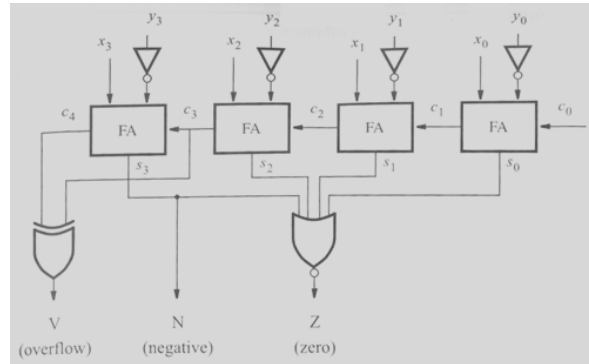 y3 y2 y1 y0
x3 x2 x1 x0
c4 c3 c2 c1 c0
FA FA FA FA
s3 s2 s1 s0
V N Z
(overflow) (negative) (zero)